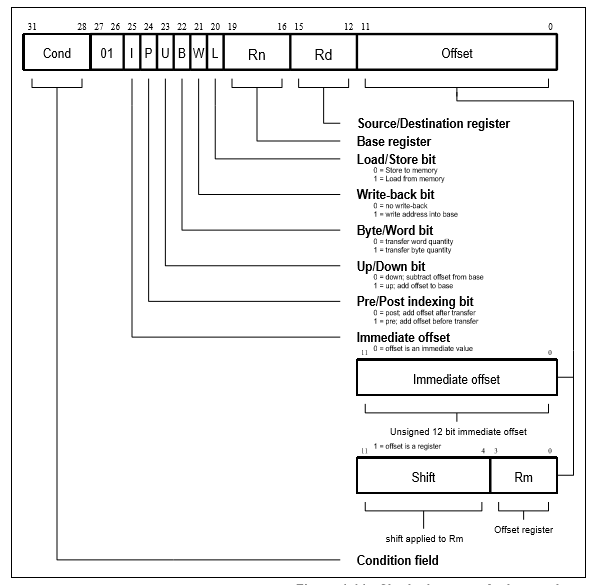 31 28 27 26 25 24 23 22 21 20 19 16 15 12 11 0
Cond 01 I P U B W L Rn Rd Offset
Source/Destination register
Base register
Load/Store bit
0 = Store to memory
1 = Load from memory
Write-back bit
0 = no write-back
1 = write address into base
Byte/Word bit
0 = transfer word quantity
1 = transfer byte quantity
Up/Down bit
0 = down; subtract offset from base
1 = up; add offset to base
Pre/Post indexing bit
0 = post; add offset after transfer
1 = pre; add offset before transfer
Immediate offset
0 = offset is an immediate value
11 0
Immediate offset
Unsigned 12 bit immediate offset
1 = offset is a register
11 4 3 0
Shift Rm
shift applied to Rm
Offset register
Condition field